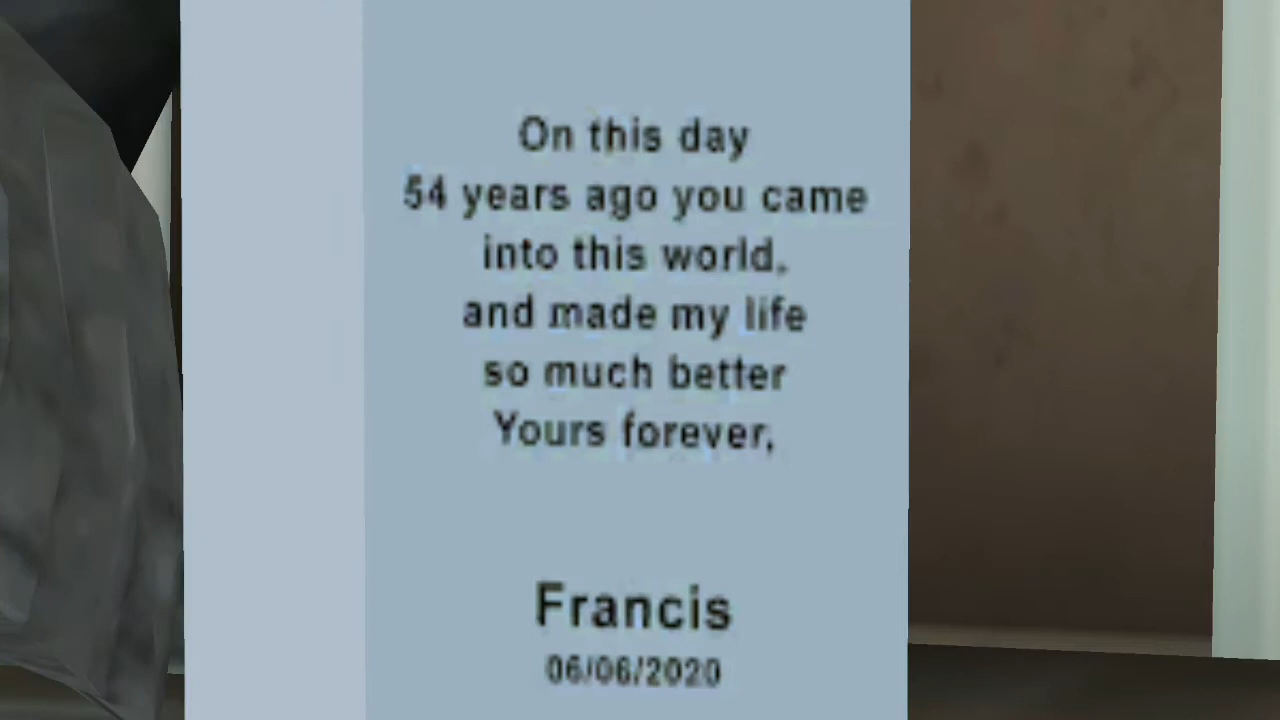 On this day
54 years ago you came
into this world,
and made my life
so much better
Yours forever,
Francis
06/06/2020